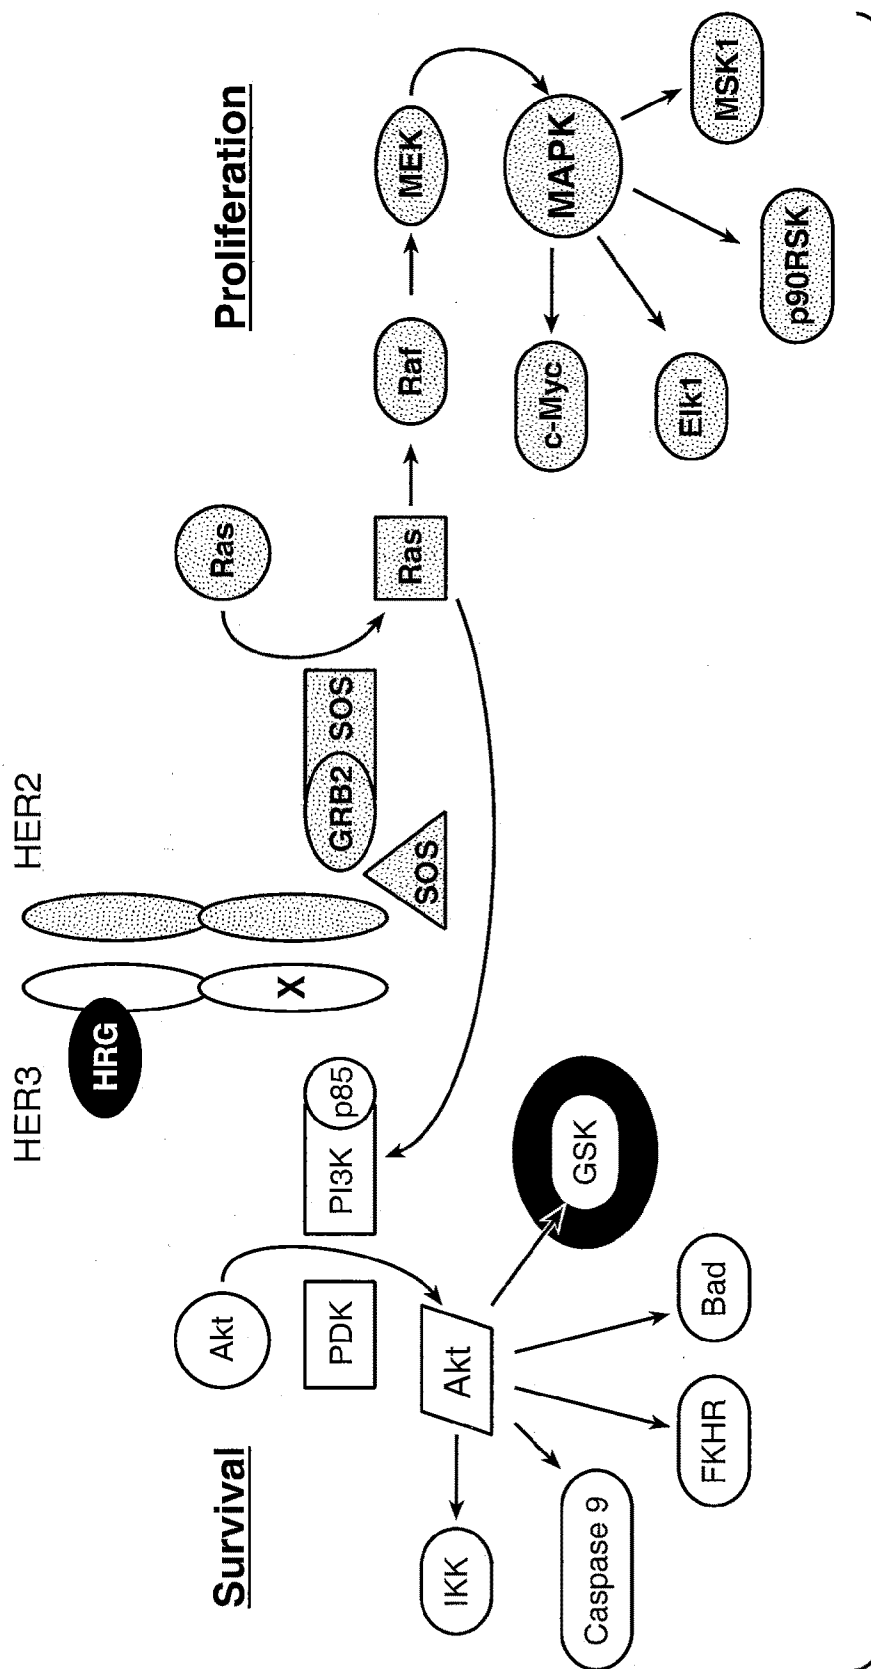 HER3
HER2
HRG
X
Survival
Proliferation
Akt
Ras
PDK
PI3K
p85
GRB2
SOS
SOS
Akt
Ras
Raf
MEK
IKK
GSK
c-Myc
MAPK
Caspase 9
FKHR
Bad
Elk1
p90RSK
MSK1